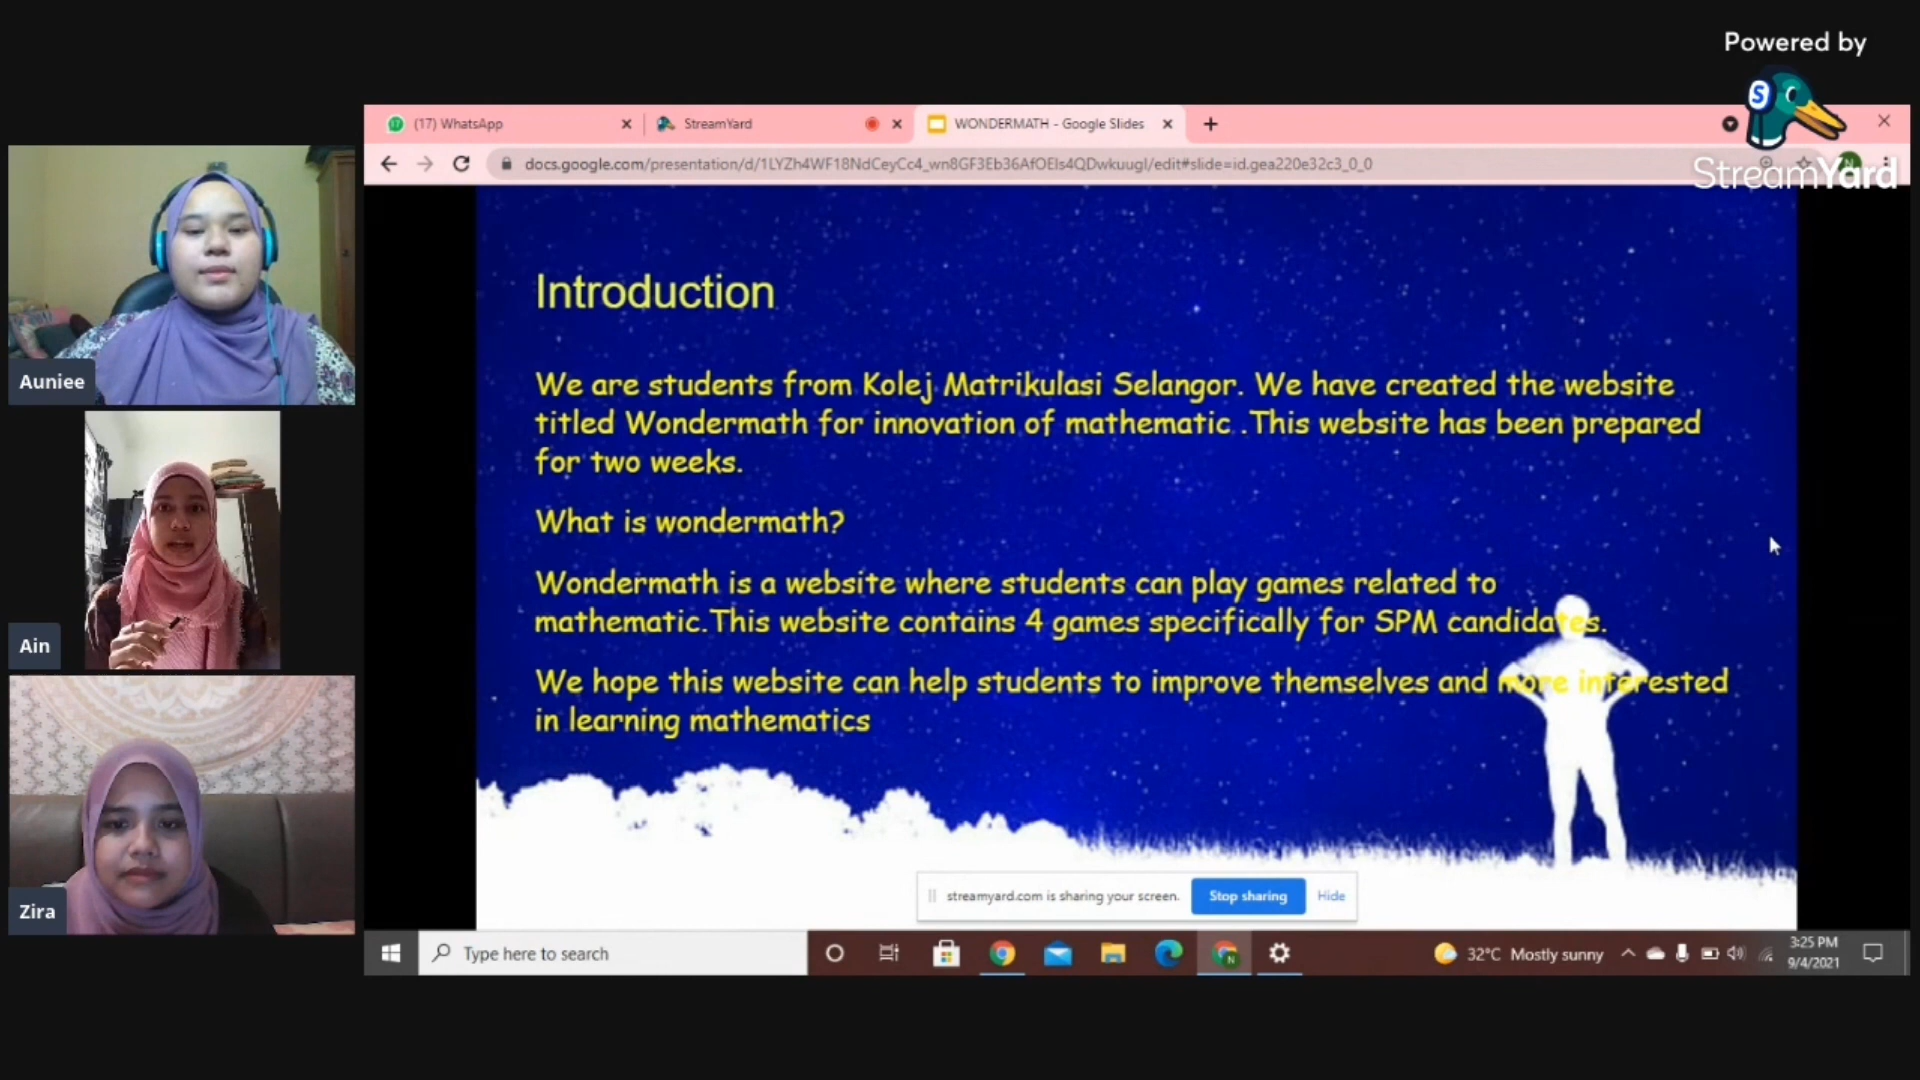 Powered by
StreamYard
(17) WhatsApp
StreamYard
WONDERMATH - Google Slides
docs.google.com/presentation/d/1LYZh4WF18NdCeyCc4_wn8GF3Eb36AfOEIs4QDwkuugI/edit#slide=id.gea220e32c3_0_0
Introduction
We are students from Kolej Matrikulasi Selangor. We have created the website
titled Wondermath for innovation of mathematic .This website has been prepared
for two weeks.
What is wondermath?
Wondermath is a website where students can play games related to
mathematic.This website contains 4 games specifically for SPM candidates.
We hope this website can help students to improve themselves and more interested
in learning mathematics
Auniee
Ain
Zira
streamyard.com is sharing your screen.
Stop sharing
Hide
Type here to search
32°C Mostly sunny
3:25 PM
9/4/2021